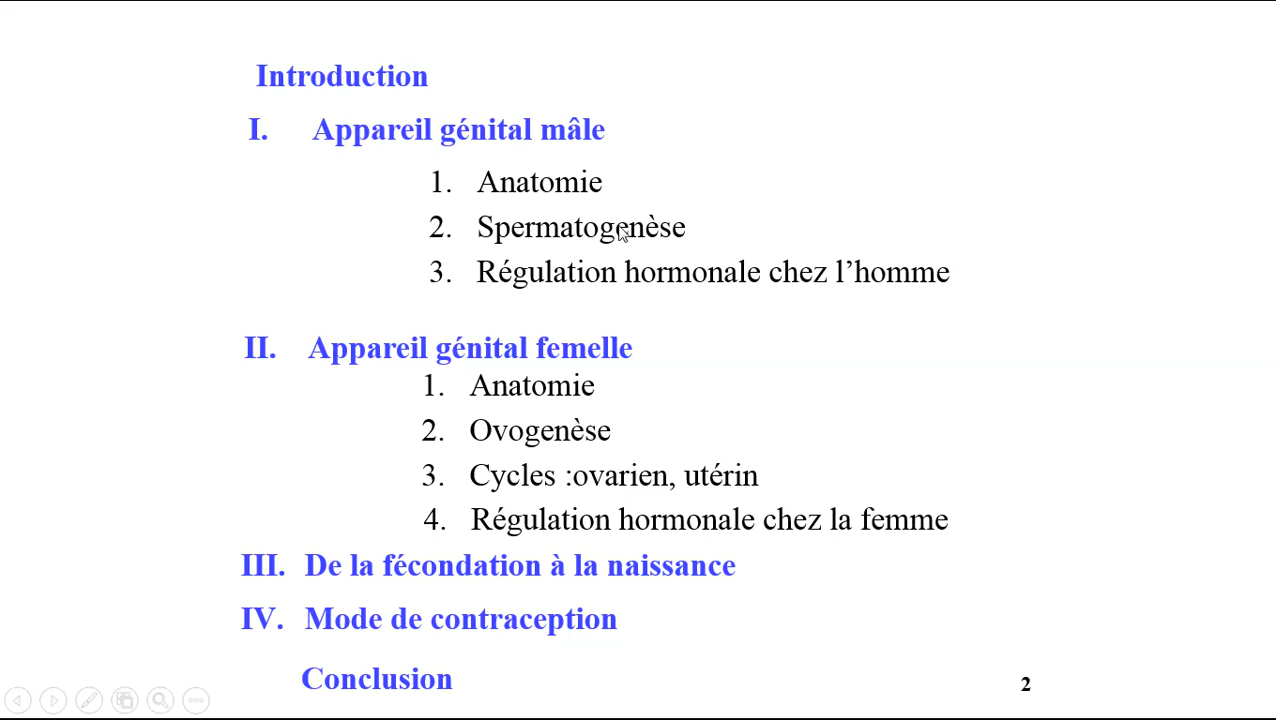 Introduction
I. Appareil génital mâle
1. Anatomie
2. Spermatogenèse
3. Régulation hormonale chez l’homme
II. Appareil génital femelle
1. Anatomie
2. Ovogenèse
3. Cycles :ovarien, utérin
4. Régulation hormonale chez la femme
III. De la fécondation à la naissance
IV. Mode de contraception
Conclusion
2